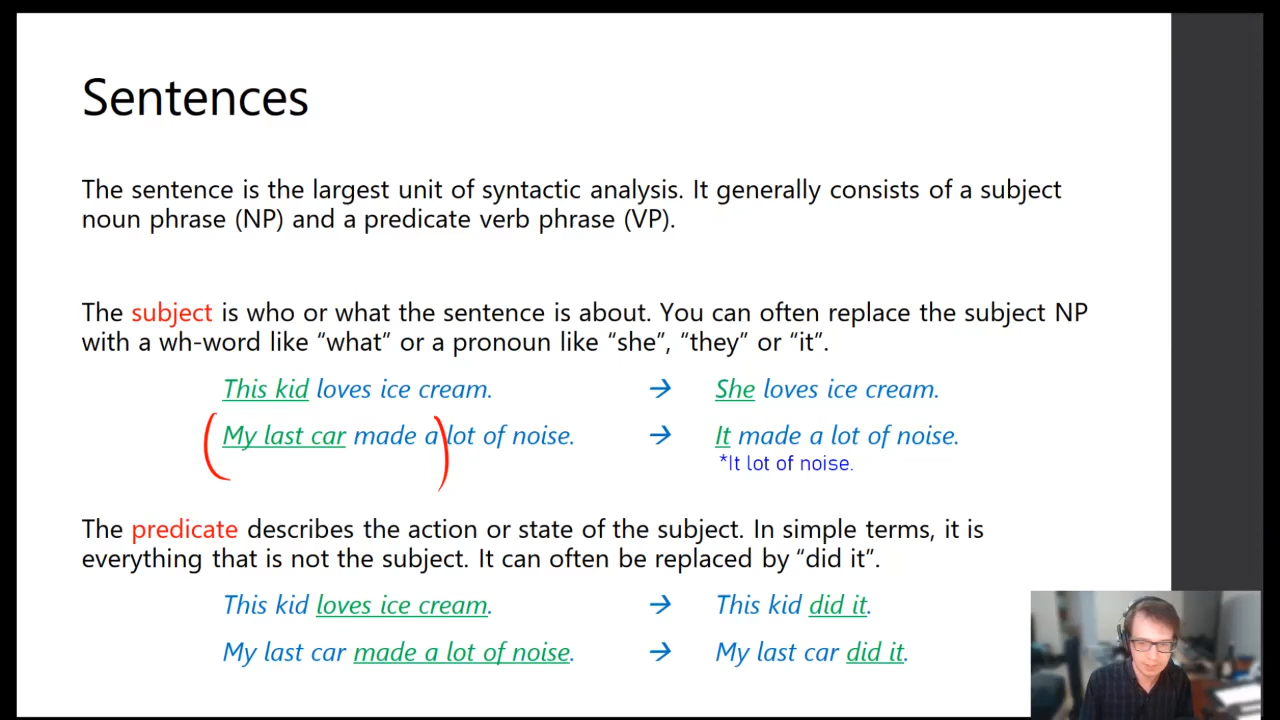 Sentences
The sentence is the largest unit of syntactic analysis. It generally consists of a subject
noun phrase (NP) and a predicate verb phrase (VP).
The subject is who or what the sentence is about. You can often replace the subject NP
with a wh-word like “what” or a pronoun like “she”, “they” or “it”.
This kid loves ice cream. → She loves ice cream.
My last car made a lot of noise. → It made a lot of noise.
*It lot of noise.
The predicate describes the action or state of the subject. In simple terms, it is
everything that is not the subject. It can often be replaced by “did it”.
This kid loves ice cream. → This kid did it.
My last car made a lot of noise. → My last car did it.